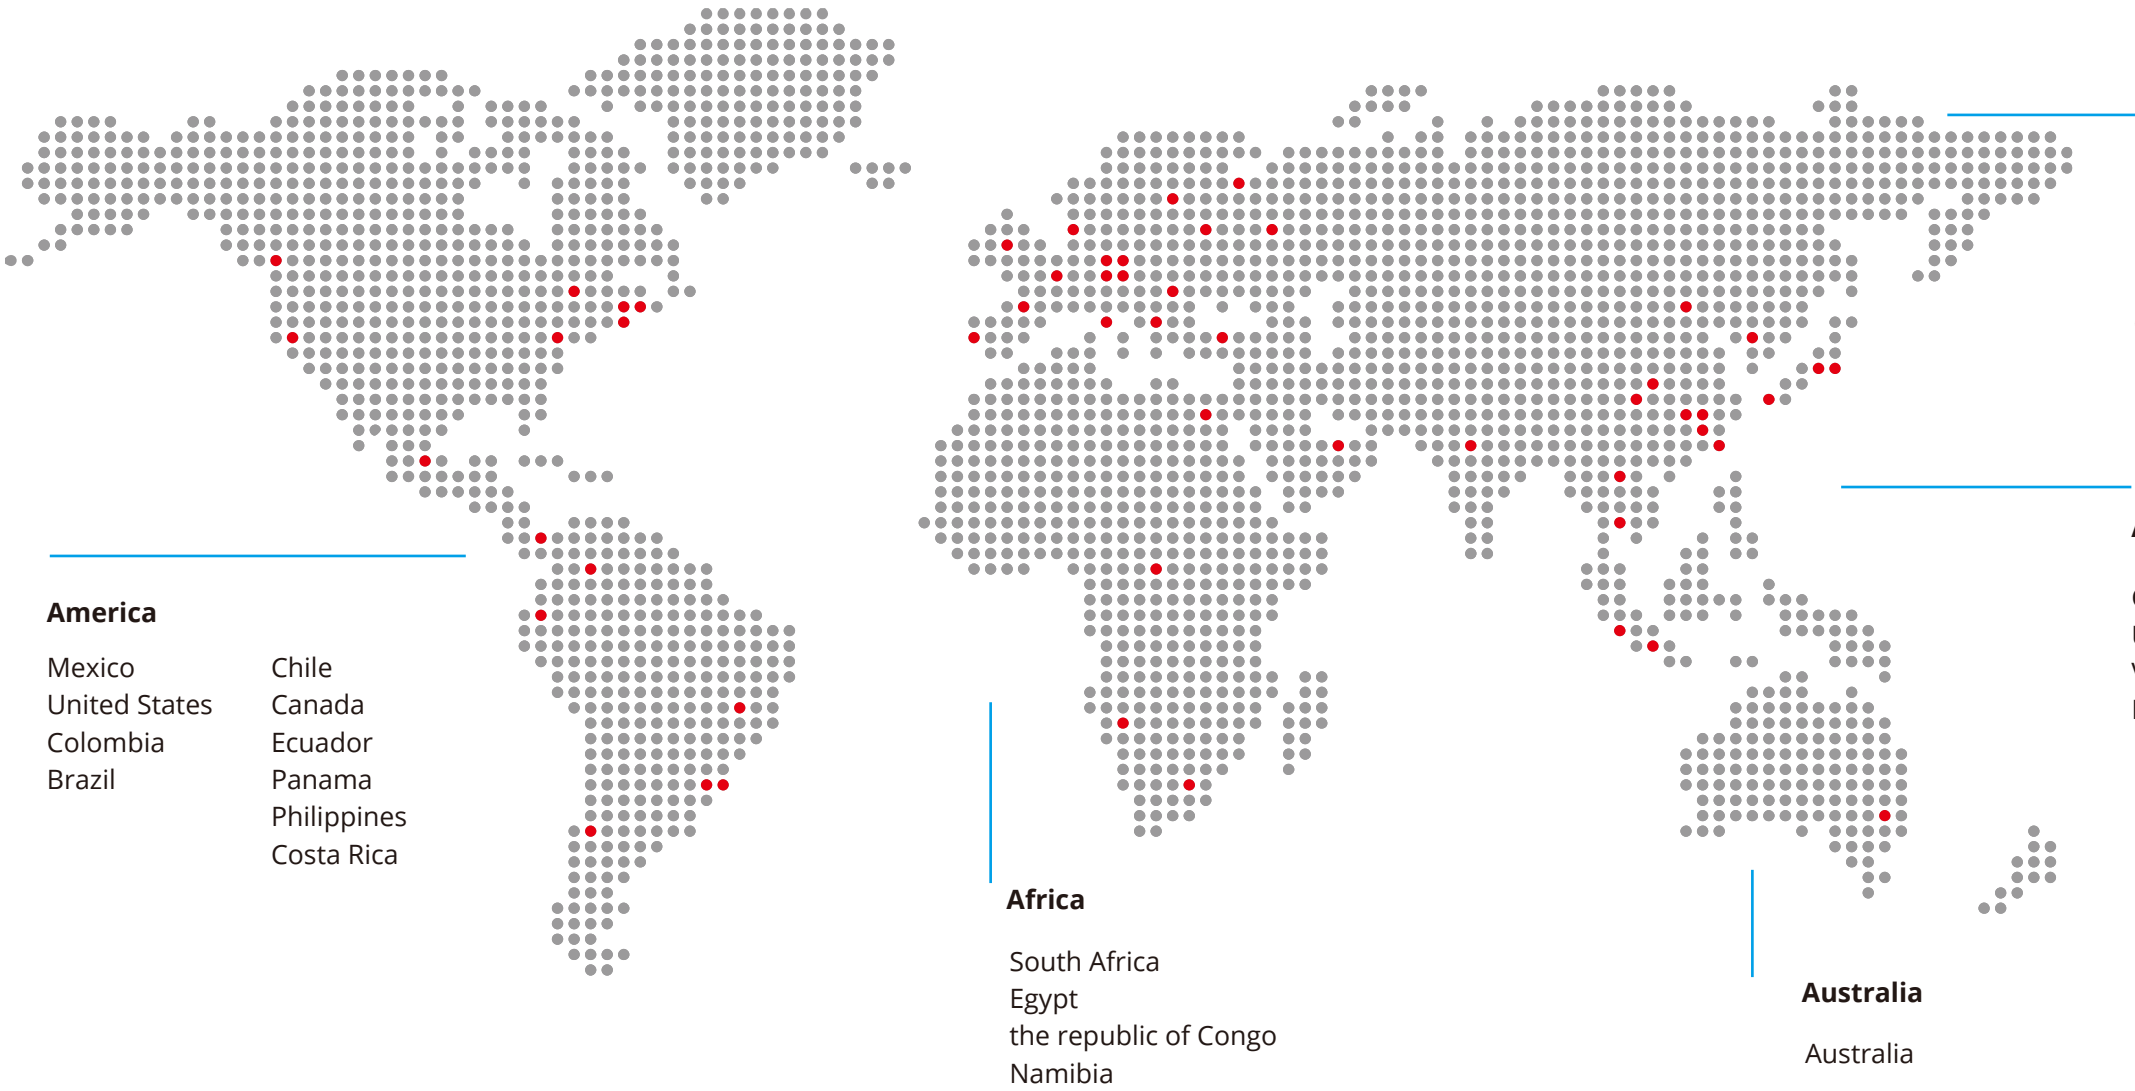 America
Mexico
United States
Colombia
Brazil
Chile
Canada
Ecuador
Panama
Philippines
Costa Rica
Africa
South Africa
Egypt
the republic of Congo
Namibia
Australia
Australia